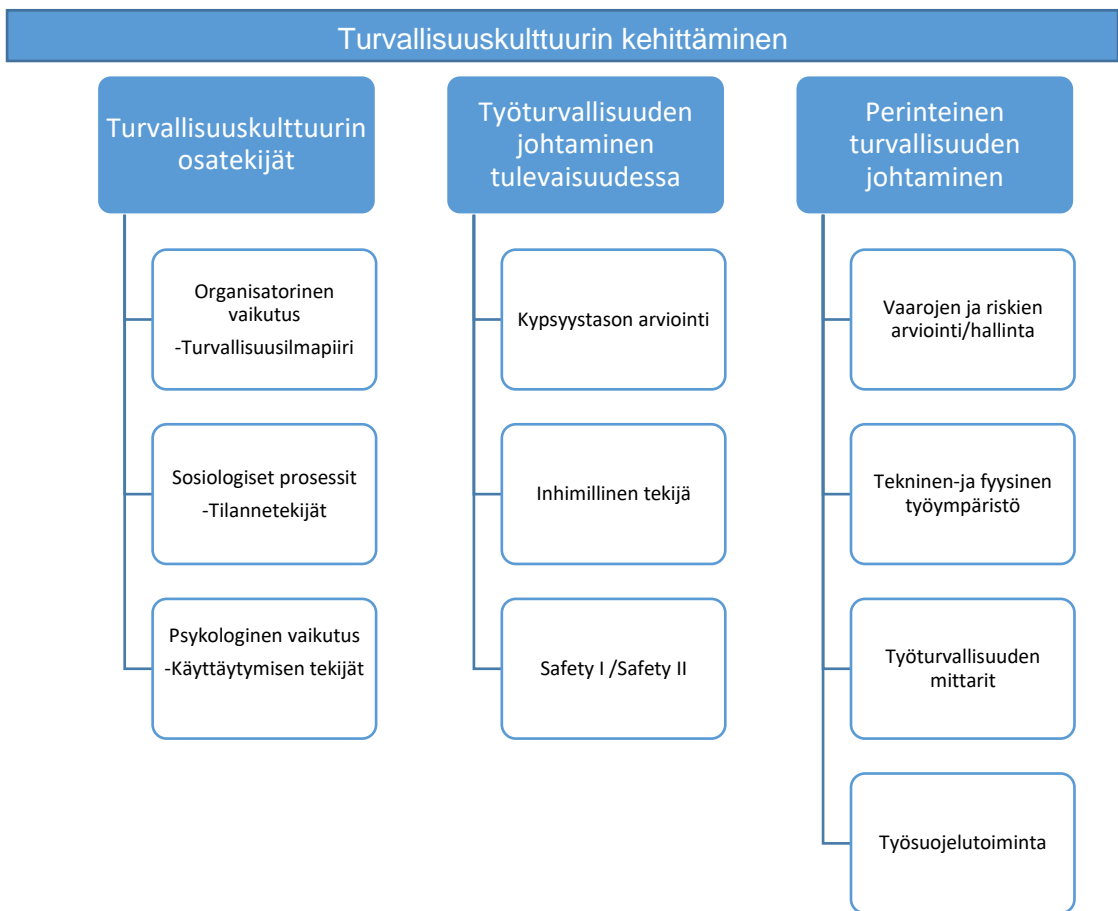 Turvallisuuskulttuurin kehittäminen
Turvallisuuskulttuurin
osatekijät
Organisatorinen
vaikutus
-Turvallisuusilmapiiri
Sosiologiset prosessit
-Tilannetekijät
Psykologinen vaikutus
-Käyttäytymisen tekijät
Työturvallisuuden
johtaminen
tulevaisuudessa
Kypsyystason arviointi
Inhimillinen tekijä
Safety I /Safety II
Perinteinen
turvallisuuden
johtaminen
Vaarojen ja riskien
arviointi/hallinta
Tekninen-ja fyysinen
työympäristö
Työturvallisuuden
mittarit
Työsuojelutoiminta